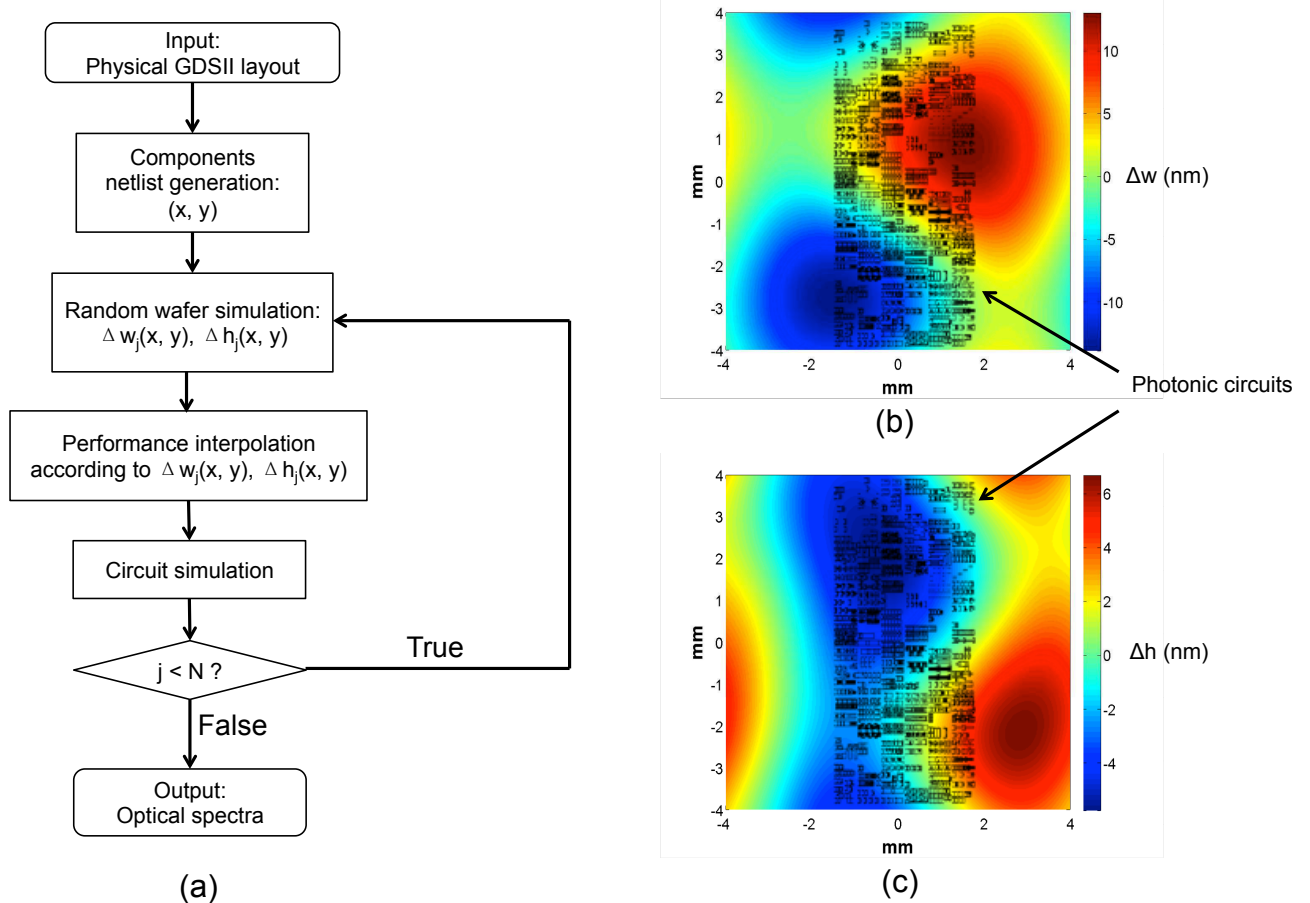 Input:
Physical GDSII layout
Components
netlist generation:
(x, y)
Random wafer simulation:
Δ wj(x, y), Δ hj(x, y)
Performance interpolation
according to Δ wj(x, y), Δ hj(x, y)
Circuit simulation
j < N ?
True
False
Output:
Optical spectra
(a)
4
3
2
1
0
-1
-2
-3
-4
mm
-4
-2
0
2
4
mm
10
5
0
-5
-10
Δw (nm)
(b)
Photonic circuits
4
3
2
1
0
-1
-2
-3
-4
mm
-4
-2
0
2
4
mm
6
4
2
0
-2
-4
Δh (nm)
(c)